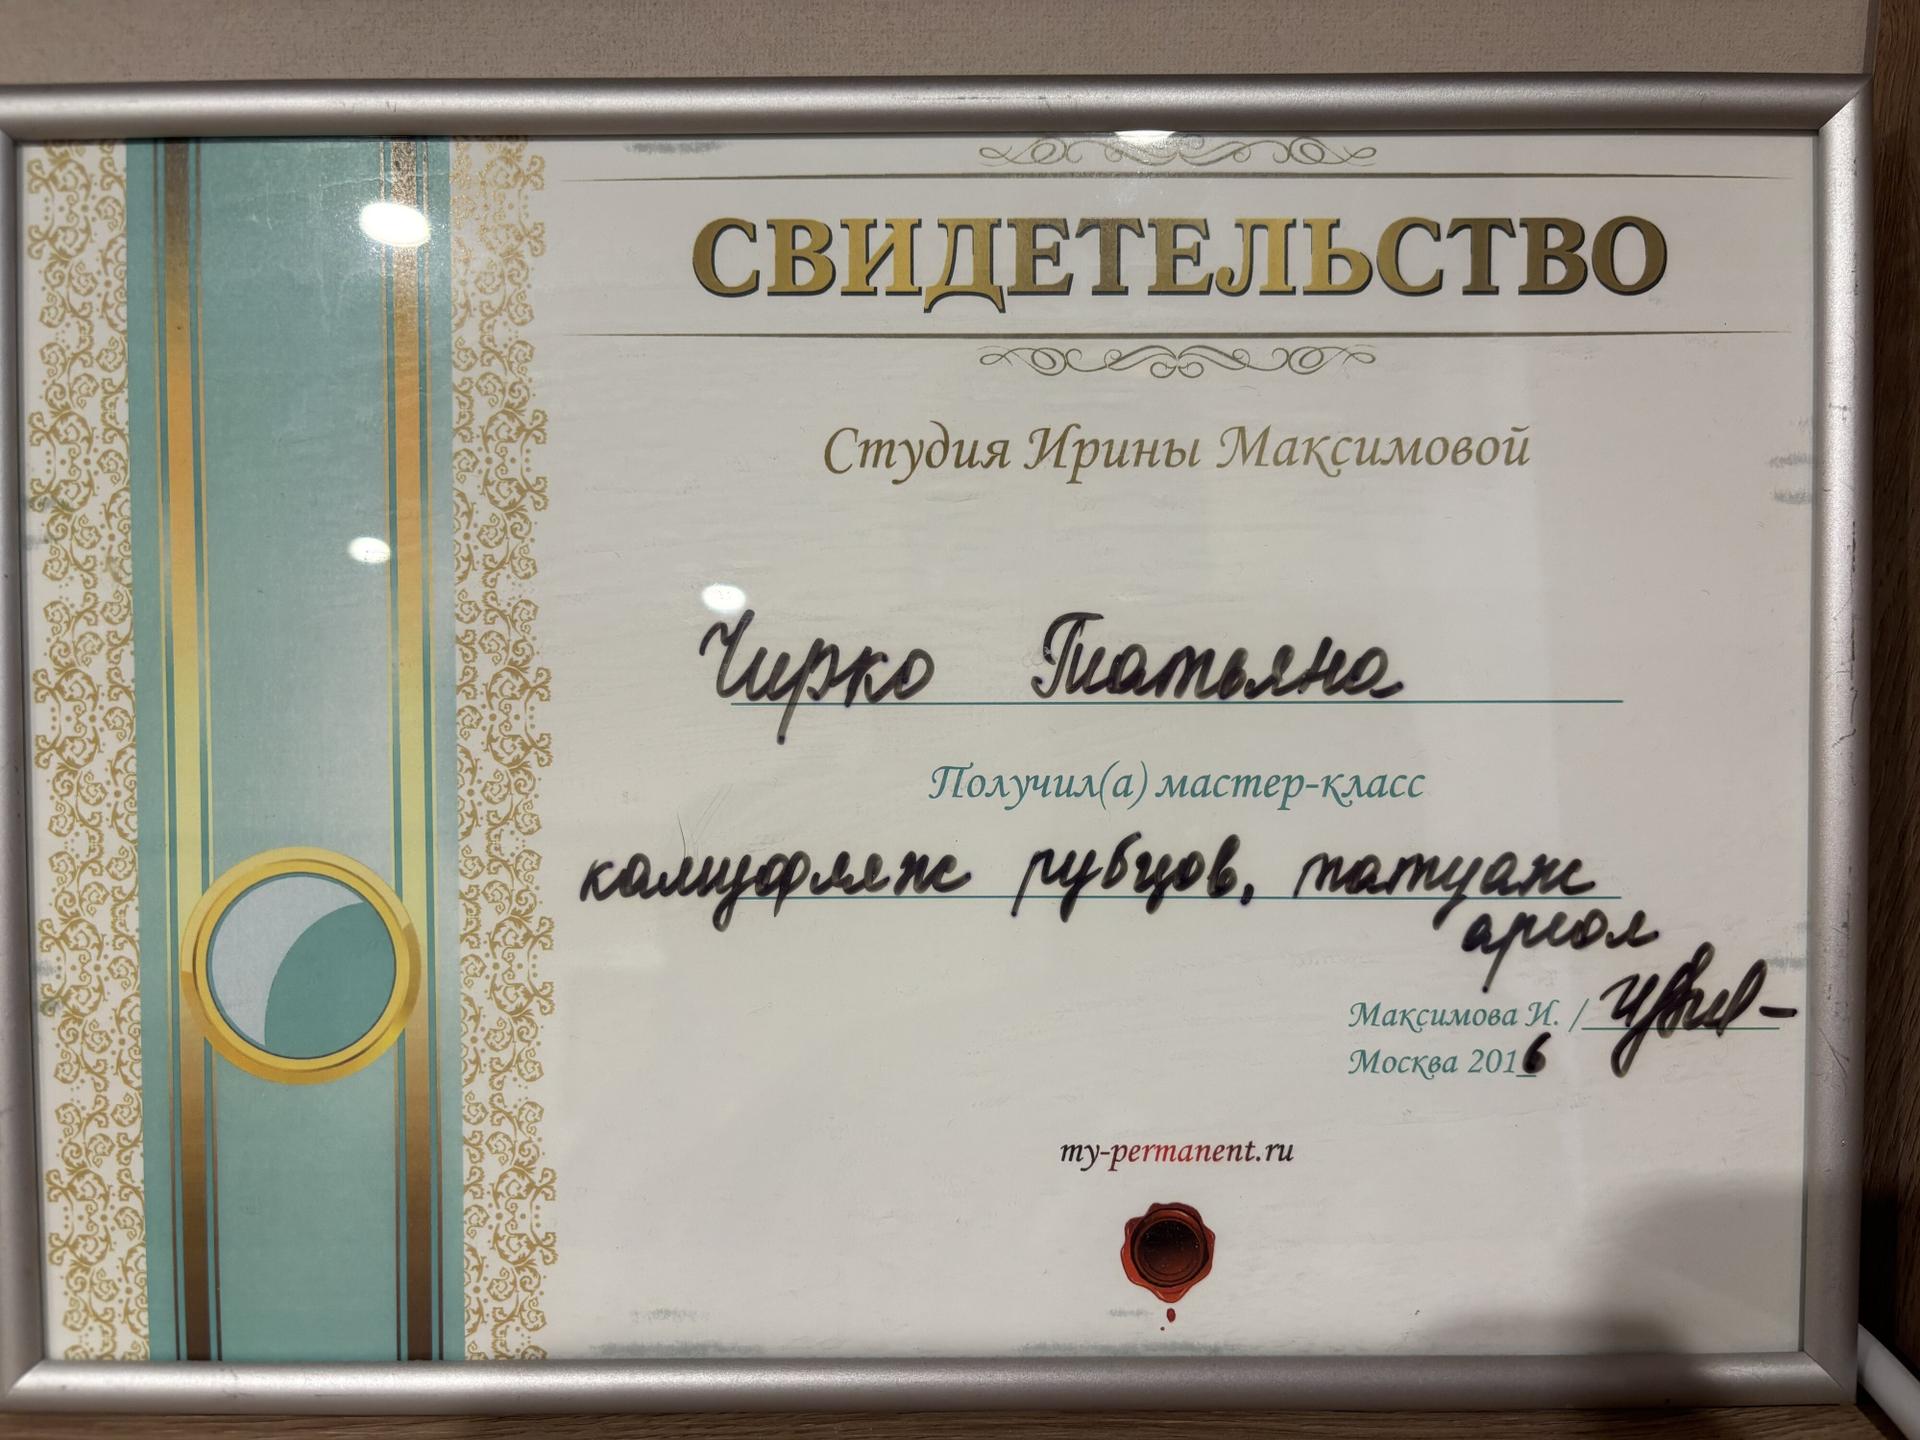 СВИДЕТЕЛЬСТВО
Студия Ирины Максимовой
Чирко Татьяна
Получил(а) мастер-класс
камуфляж рубцов, татуаж
ареол
Максимова И. /
Москва 2016
my-permanent.ru